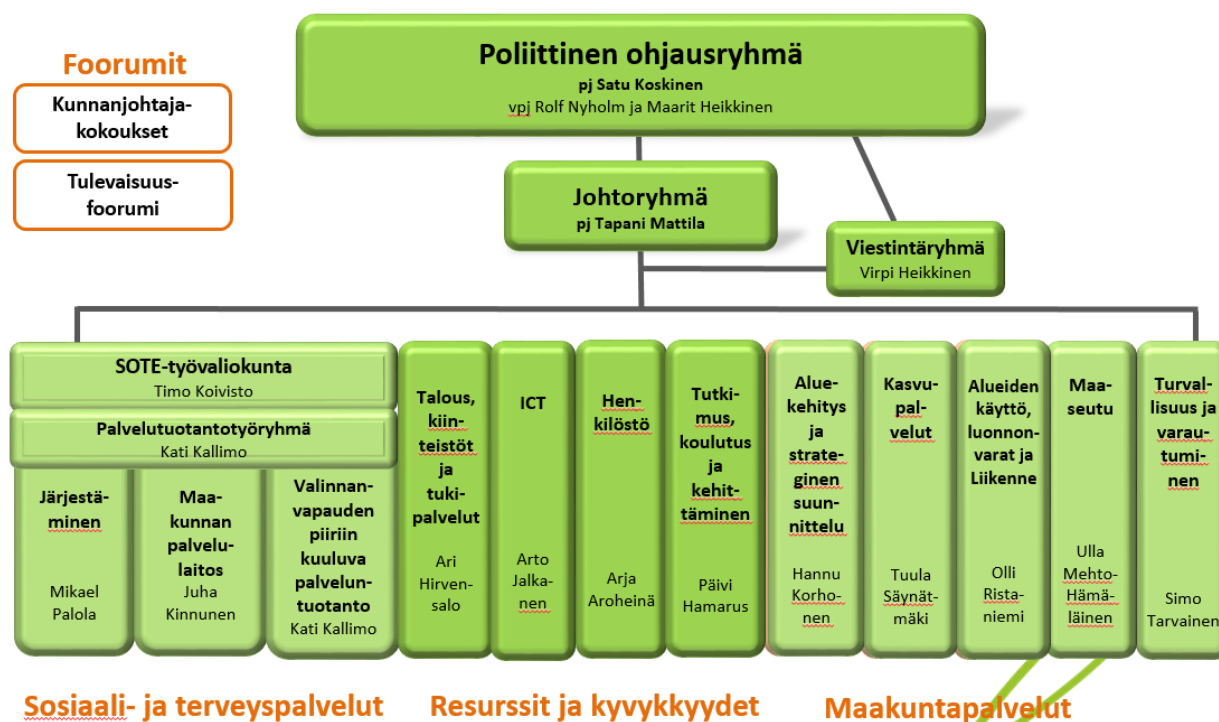 Foorumit
Kunnanjohtaja-
kokoukset
Tulevaisuus-
foorumi
Poliittinen ohjausryhmä
pj Satu Koskinen
vpj Rolf Nyholm ja Maarit Heikkinen
Johtoryhmä
pj Tapani Mattila
Viestintäryhmä
Virpi Heikkinen
SOTE-työvaliokunta
Timo Koivisto
Palvelutuotantotyöryhmä
Kati Kallimo
Järjestä-
minen
Mikael
Palola
Maa-
kunnan
palvelu-
laitos
Juha
Kinnunen
Valinnan-
vapauden
piiriin
kuuluva
palvelun-
tuotanto
Kati Kallimo
Talous,
kiin-
teistöt
ja
tuki-
palvelut
Ari
Hirven-
salo
ICT
Arto
Jalka-
nen
Hen-
kilöstö
Arja
Aroheinä
Tutki-
mus,
koulutus
ja
kehit-
täminen
Päivi
Hamarus
Alue-
kehitys
ja
strate-
ginen
suun-
nittelu
Hannu
Korho-
nen
Kasvu-
pal-
velut
Tuula
Säynät-
mäki
Alueiden
käyttö,
luonnon-
varat ja
Liikenne
Olli
Rista-
niemi
Maa-
seutu
Ulla
Mehto-
Hämä-
läinen
Turval-
lisuus ja
varau-
tumi-
nen
Simo
Tarvainen
Sosiaali- ja terveyspalvelut
Resurssit ja kyvykkyydet
Maakuntapalvelut